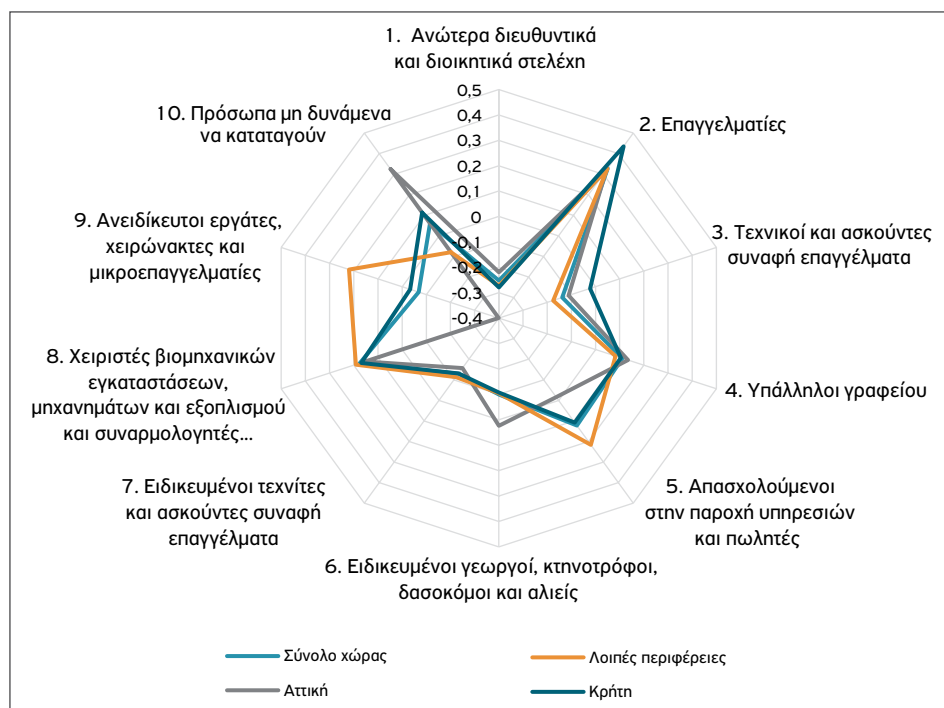 1. Ανώτερα διευθυντικά
και διοικητικά στελέχη
0,5
0,4
0,3
0,2
0,1
0
-0,1
-0,2
-0,3
-0,4
2. Επαγγελματίες
3. Τεχνικοί και ασκούντες
συναφή επαγγέλματα
4. Υπάλληλοι γραφείου
5. Απασχολούμενοι
στην παροχή υπηρεσιών
και πωλητές
6. Ειδικευμένοι γεωργοί, κτηνοτρόφοι,
δασοκόμοι και αλιείς
7. Ειδικευμένοι τεχνίτες
και ασκούντες συναφή
επαγγέλματα
8. Χειριστές βιομηχανικών
εγκαταστάσεων,
μηχανημάτων και εξοπλισμού
και συναρμολογητές...
9. Ανειδίκευτοι εργάτες,
χειρώνακτες και
μικροεπαγγελματίες
10. Πρόσωπα μη δυνάμενα
να καταταγούν
Σύνολο χώρας
Λοιπές περιφέρειες
Αττική
Κρήτη